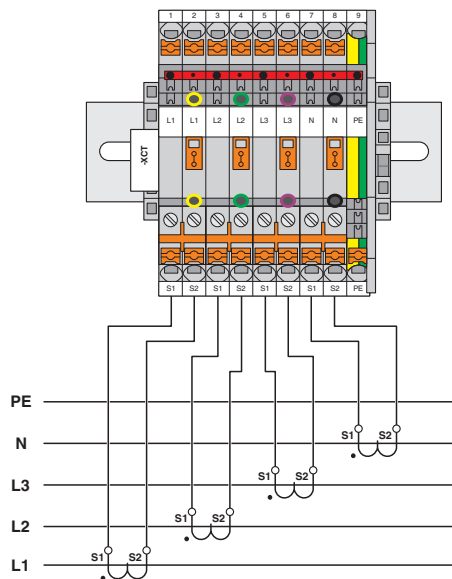 1 2 3 4 5 6 7 8 9
L1 L1 L2 L2 L3 L3 N N PE
-XCT
S1 S2 S1 S2 S1 S2 S1 S2 PE
PE
S1 S2
N
S1 S2
L3
S1 S2
L2
S1 S2
L1